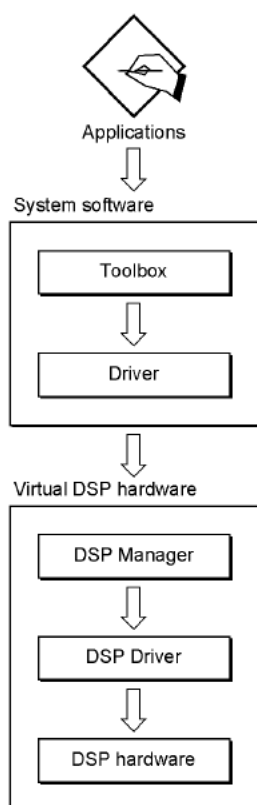 Applications
System software
Toolbox
Driver
Virtual DSP hardware
DSP Manager
DSP Driver
DSP hardware